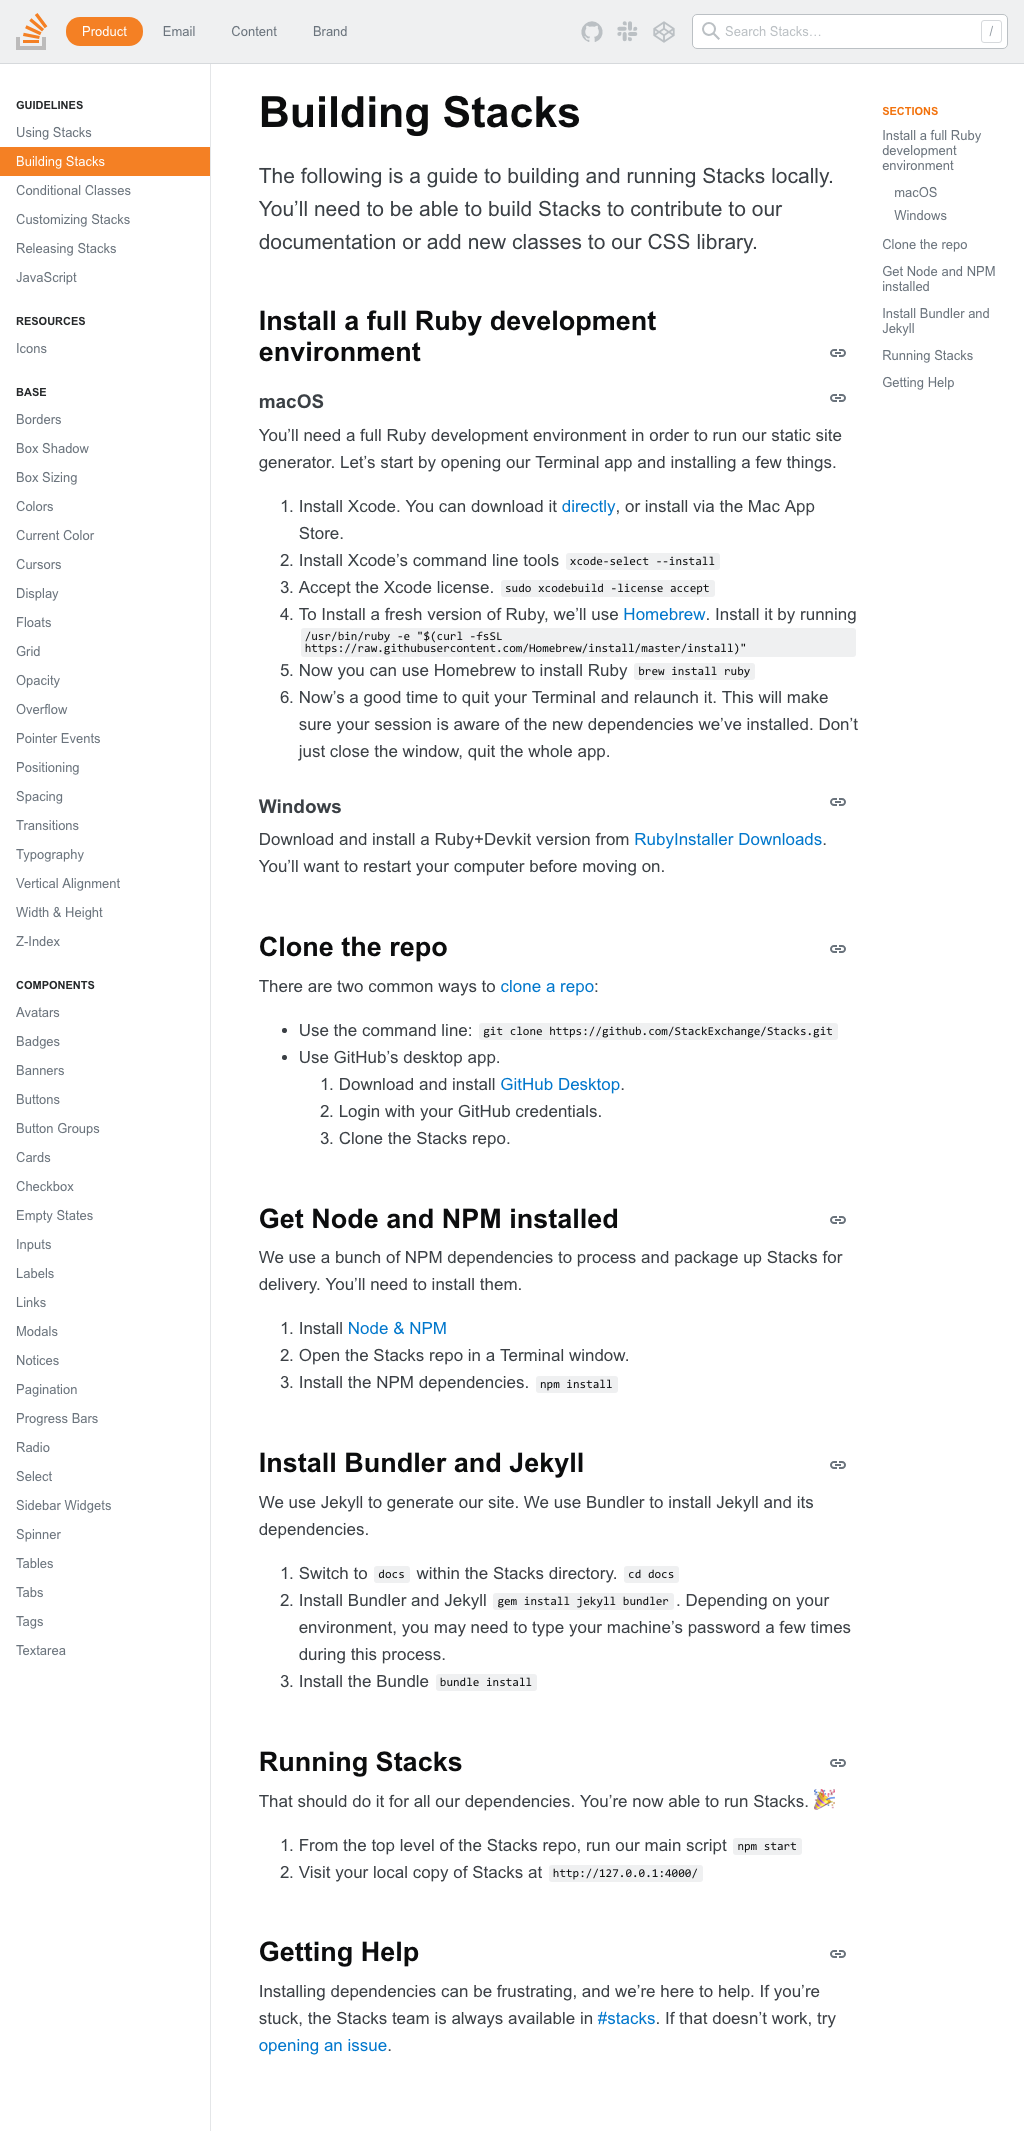 Product
Email
Content
Brand
Search Stacks…
/
GUIDELINES
Using Stacks
Building Stacks
Conditional Classes
Customizing Stacks
Releasing Stacks
JavaScript
RESOURCES
Icons
BASE
Borders
Box Shadow
Box Sizing
Colors
Current Color
Cursors
Display
Floats
Grid
Opacity
Overflow
Pointer Events
Positioning
Spacing
Transitions
Typography
Vertical Alignment
Width & Height
Z-Index
COMPONENTS
Avatars
Badges
Banners
Buttons
Button Groups
Cards
Checkbox
Empty States
Inputs
Labels
Links
Modals
Notices
Pagination
Progress Bars
Radio
Select
Sidebar Widgets
Spinner
Tables
Tabs
Tags
Textarea
Building Stacks
The following is a guide to building and running Stacks locally.
You’ll need to be able to build Stacks to contribute to our
documentation or add new classes to our CSS library.
Install a full Ruby development
environment
macOS
You’ll need a full Ruby development environment in order to run our static site
generator. Let’s start by opening our Terminal app and installing a few things.
1. Install Xcode. You can download it directly, or install via the Mac App
Store.
2. Install Xcode’s command line tools xcode-select --install
3. Accept the Xcode license. sudo xcodebuild -license accept
4. To Install a fresh version of Ruby, we’ll use Homebrew. Install it by running
/usr/bin/ruby -e "$(curl -fsSL
https://raw.githubusercontent.com/Homebrew/install/master/install)"
5. Now you can use Homebrew to install Ruby brew install ruby
6. Now’s a good time to quit your Terminal and relaunch it. This will make
sure your session is aware of the new dependencies we’ve installed. Don’t
just close the window, quit the whole app.
Windows
Download and install a Ruby+Devkit version from RubyInstaller Downloads.
You’ll want to restart your computer before moving on.
Clone the repo
There are two common ways to clone a repo:
• Use the command line: git clone https://github.com/StackExchange/Stacks.git
• Use GitHub’s desktop app.
1. Download and install GitHub Desktop.
2. Login with your GitHub credentials.
3. Clone the Stacks repo.
Get Node and NPM installed
We use a bunch of NPM dependencies to process and package up Stacks for
delivery. You’ll need to install them.
1. Install Node & NPM
2. Open the Stacks repo in a Terminal window.
3. Install the NPM dependencies. npm install
Install Bundler and Jekyll
We use Jekyll to generate our site. We use Bundler to install Jekyll and its
dependencies.
1. Switch to docs within the Stacks directory. cd docs
2. Install Bundler and Jekyll gem install jekyll bundler. Depending on your
environment, you may need to type your machine’s password a few times
during this process.
3. Install the Bundle bundle install
Running Stacks
That should do it for all our dependencies. You’re now able to run Stacks. 🎉
1. From the top level of the Stacks repo, run our main script npm start
2. Visit your local copy of Stacks at http://127.0.0.1:4000/
Getting Help
Installing dependencies can be frustrating, and we’re here to help. If you’re
stuck, the Stacks team is always available in #stacks. If that doesn’t work, try
opening an issue.
SECTIONS
Install a full Ruby
development
environment
macOS
Windows
Clone the repo
Get Node and NPM
installed
Install Bundler and
Jekyll
Running Stacks
Getting Help